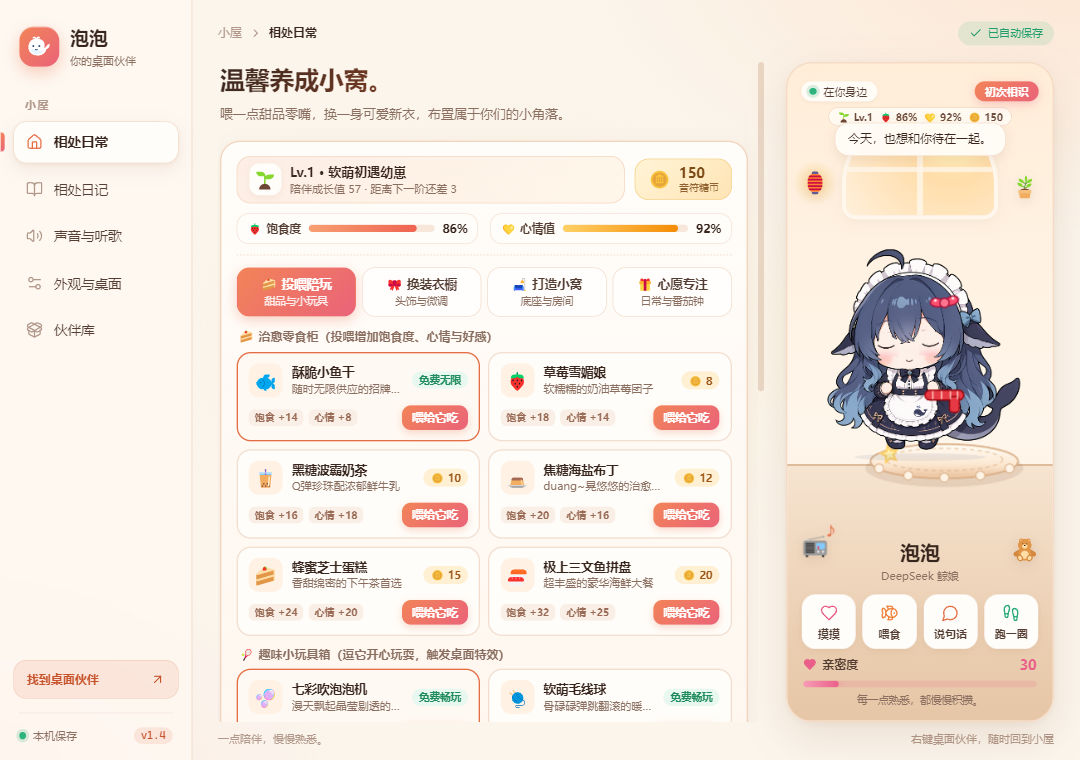 泡泡
你的桌面伙伴
小屋
相处日常
相处日记
声音与听歌
外观与桌面
伙伴库
找到桌面伙伴
本机保存
v1.4
小屋 > 相处日常
已自动保存
温馨养成小窝。
喂一点甜品零嘴，换一身可爱新衣，布置属于你们的小角落。
Lv.1 • 软萌初遇幼崽
陪伴成长值 57 · 距离下一阶还差 3
150
音符糖币
饱食度 86%
心情值 92%
投喂陪玩
甜品与小玩具
换装衣橱
头饰与微调
打造小窝
底座与房间
心愿专注
日常与番茄钟
治愈零食柜（投喂增加饱食度、心情与好感）
酥脆小鱼干
随时无限供应的招牌...
免费无限
饱食 +14 心情 +8 喂给它吃
草莓雪媚娘
软糯糯的奶油草莓团子
8
饱食 +18 心情 +14 喂给它吃
黑糖波霸奶茶
Q弹珍珠配浓郁鲜牛乳
10
饱食 +16 心情 +18 喂给它吃
焦糖海盐布丁
duang~晃悠悠的治愈...
12
饱食 +20 心情 +16 喂给它吃
蜂蜜芝士蛋糕
香甜绵密的下午茶首选
15
饱食 +24 心情 +20 喂给它吃
极上三文鱼拼盘
超丰盛的豪华海鲜大餐
20
饱食 +32 心情 +25 喂给它吃
趣味小玩具箱（逗它开心玩耍，触发桌面特效）
七彩吹泡泡机
漫天飘起晶莹剔透的...
免费畅玩
软萌毛线球
骨碌碌弹跳翻滚的暖...
免费畅玩
一点陪伴，慢慢熟悉。
在你身边
初次相识
Lv.1 86% 92% 150
今天，也想和你待在一起。
泡泡
DeepSeek 鲸娘
摸摸
喂食
说句话
跑一圈
亲密度 30
每一点熟悉，都慢慢积攒。
右键桌面伙伴，随时回到小屋